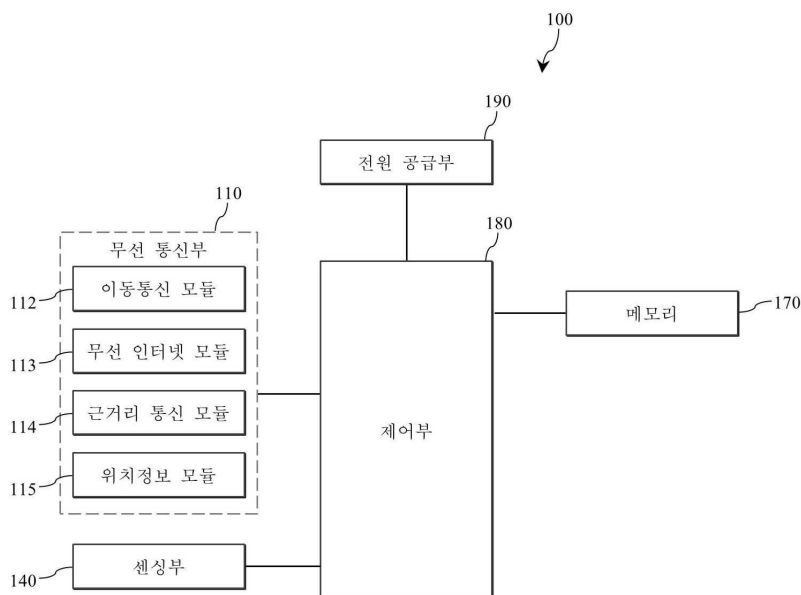 100
190
전원 공급부
110
무선 통신부
180
112
이동통신 모듈
메모리
170
113
무선 인터넷 모듈
114
근거리 통신 모듈
제어부
115
위치정보 모듈
140
센싱부